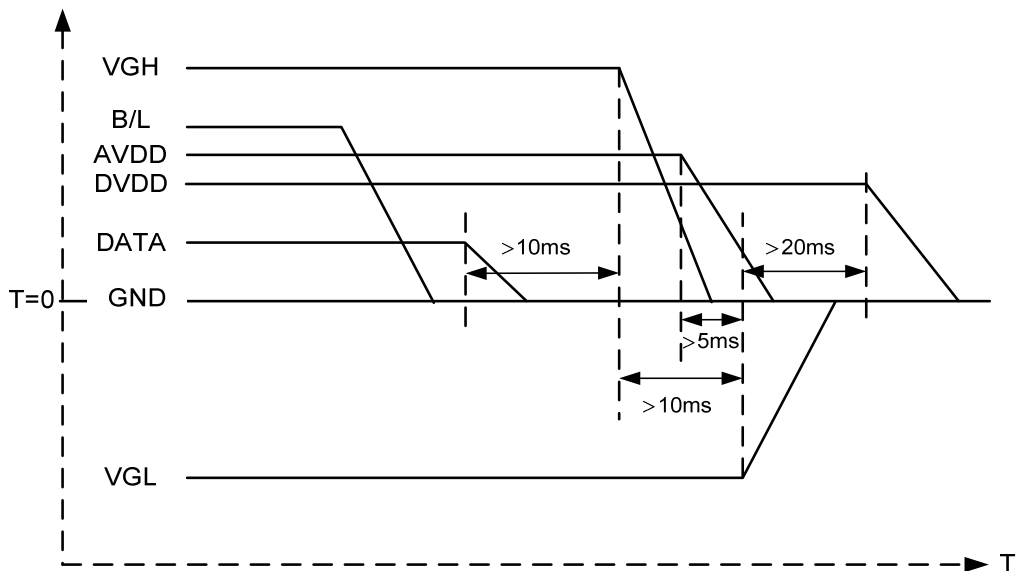 VGH
B/L
AVDD
DVDD
DATA
>10ms
>20ms
T=0
GND
>5ms
>10ms
VGL
T